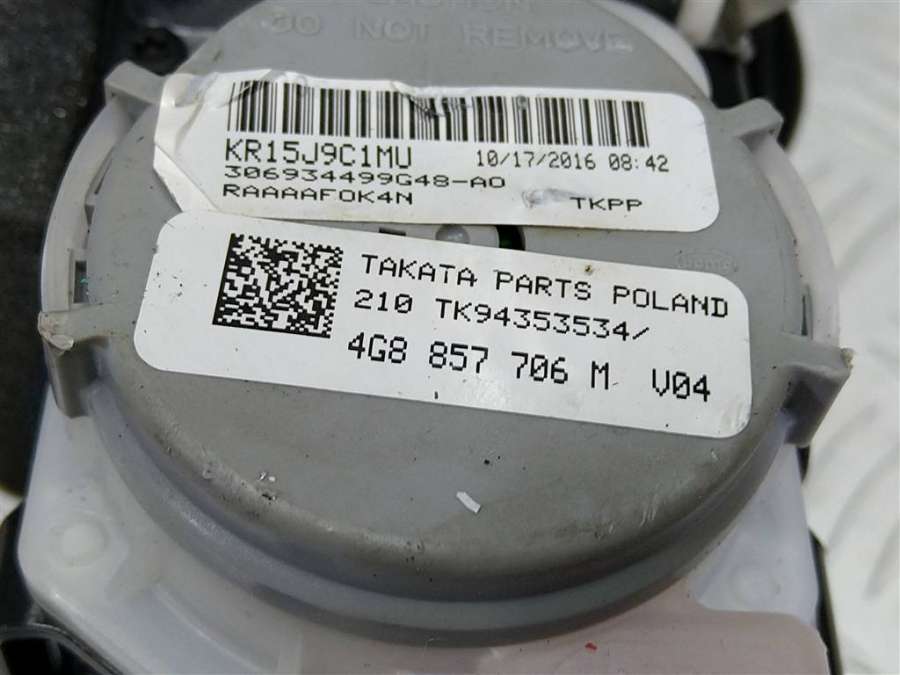 CAUTION
DO NOT REMOVE
KR15J9C1MU 10/17/2016 08:42
306934499G48-A0
RAAAAF0K4N TKPP
TAKATA PARTS POLAND
210 TK94353534/
4G8 857 706 M V04